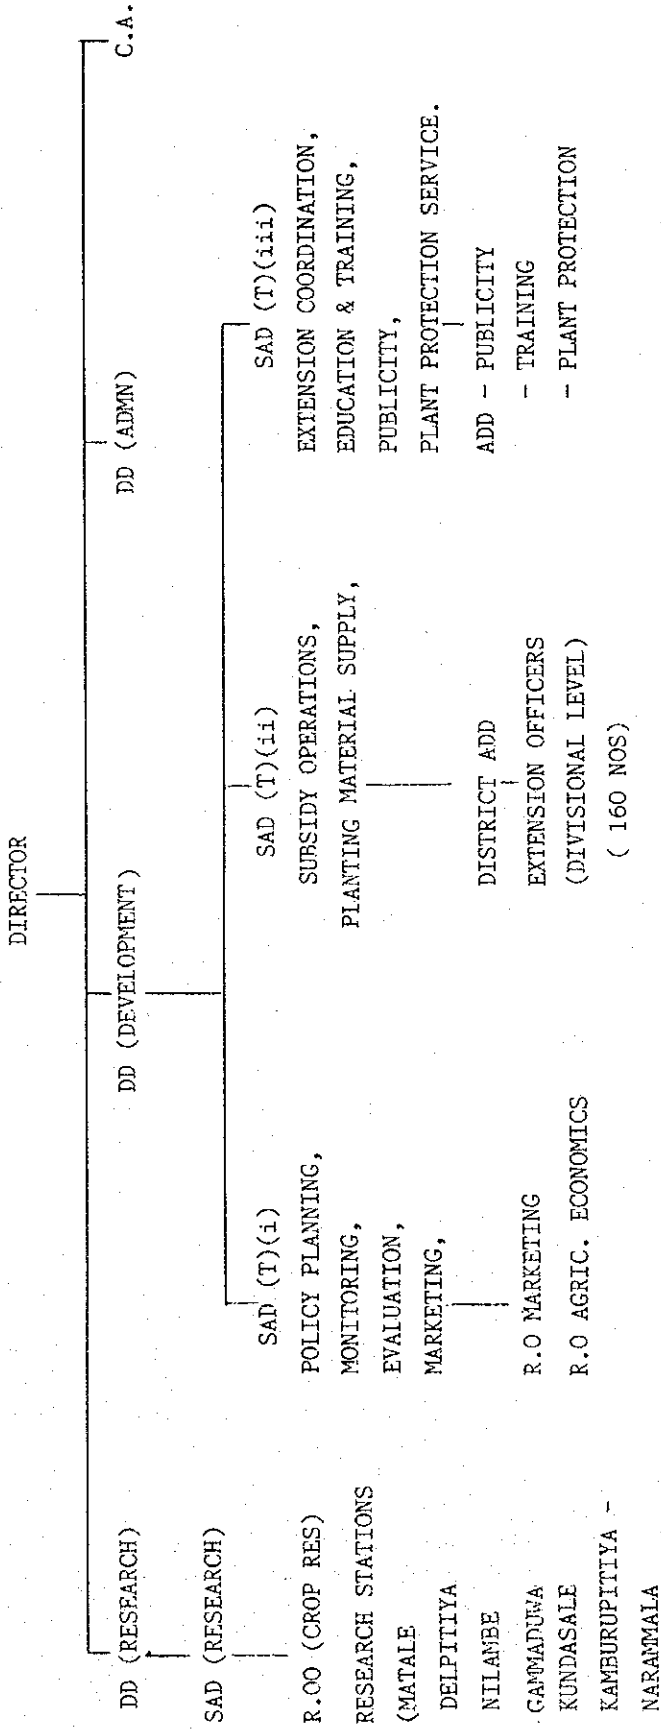 DIRECTOR
DD (RESEARCH)
DD (DEVELOPMENT)
DD (ADMN)
C.A.
SAD (RESEARCH)
R.OO (CROP RES)
RESEARCH STATIONS
(MATALE
DELPITIYA
NILAMBE
GAMMADUWA
KUNDASALE
KAMBURUPITIYA -
NARAMMALA
SAD (T)(i)
POLICY PLANNING,
MONITORING,
EVALUATION,
MARKETING,
R.O MARKETING
R.O AGRIC. ECONOMICS
SAD (T)(ii)
SUBSIDY OPERATIONS,
PLANTING MATERIAL SUPPLY,
DISTRICT ADD
EXTENSION OFFICERS
(DIVISIONAL LEVEL)
( 160 NOS)
SAD (T)(iii)
EXTENSION COORDINATION,
EDUCATION & TRAINING,
PUBLICITY,
PLANT PROTECTION SERVICE.
ADD - PUBLICITY
- TRAINING
- PLANT PROTECTION